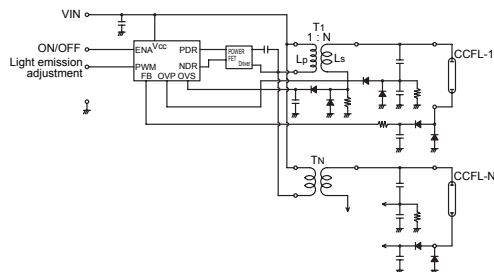 VIN
ON/OFF
Light emission
adjustment
Vcc
ENA
PDR
PWM
NDR
FB OVP OVS
POWER
FET
Driver
T1
1 : N
Lp
Ls
CCFL-1
TN
CCFL-N